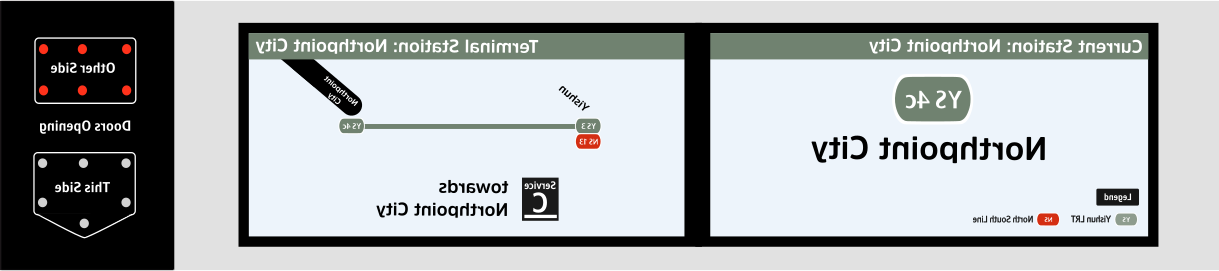 Current Station: Northpoint City
YS 4c
Northpoint City
Legend
YS Yishun LRT NS North South Line
Terminal Station: Northpoint City
Yishun
YS 3
NS 13
Northpoint
City
YS 4c
Service
C
towards
Northpoint City
Other Side
Doors Opening
This Side